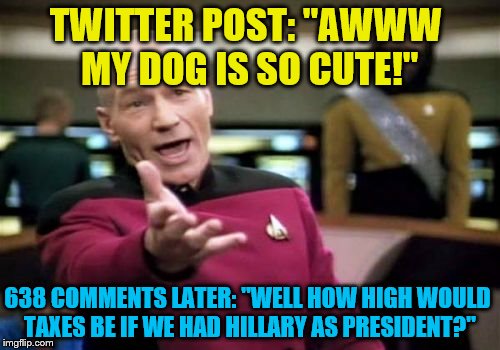 TWITTER POST: "AWWW
MY DOG IS SO CUTE!"
638 COMMENTS LATER: "WELL HOW HIGH WOULD
TAXES BE IF WE HAD HILLARY AS PRESIDENT?"
imgflip.com